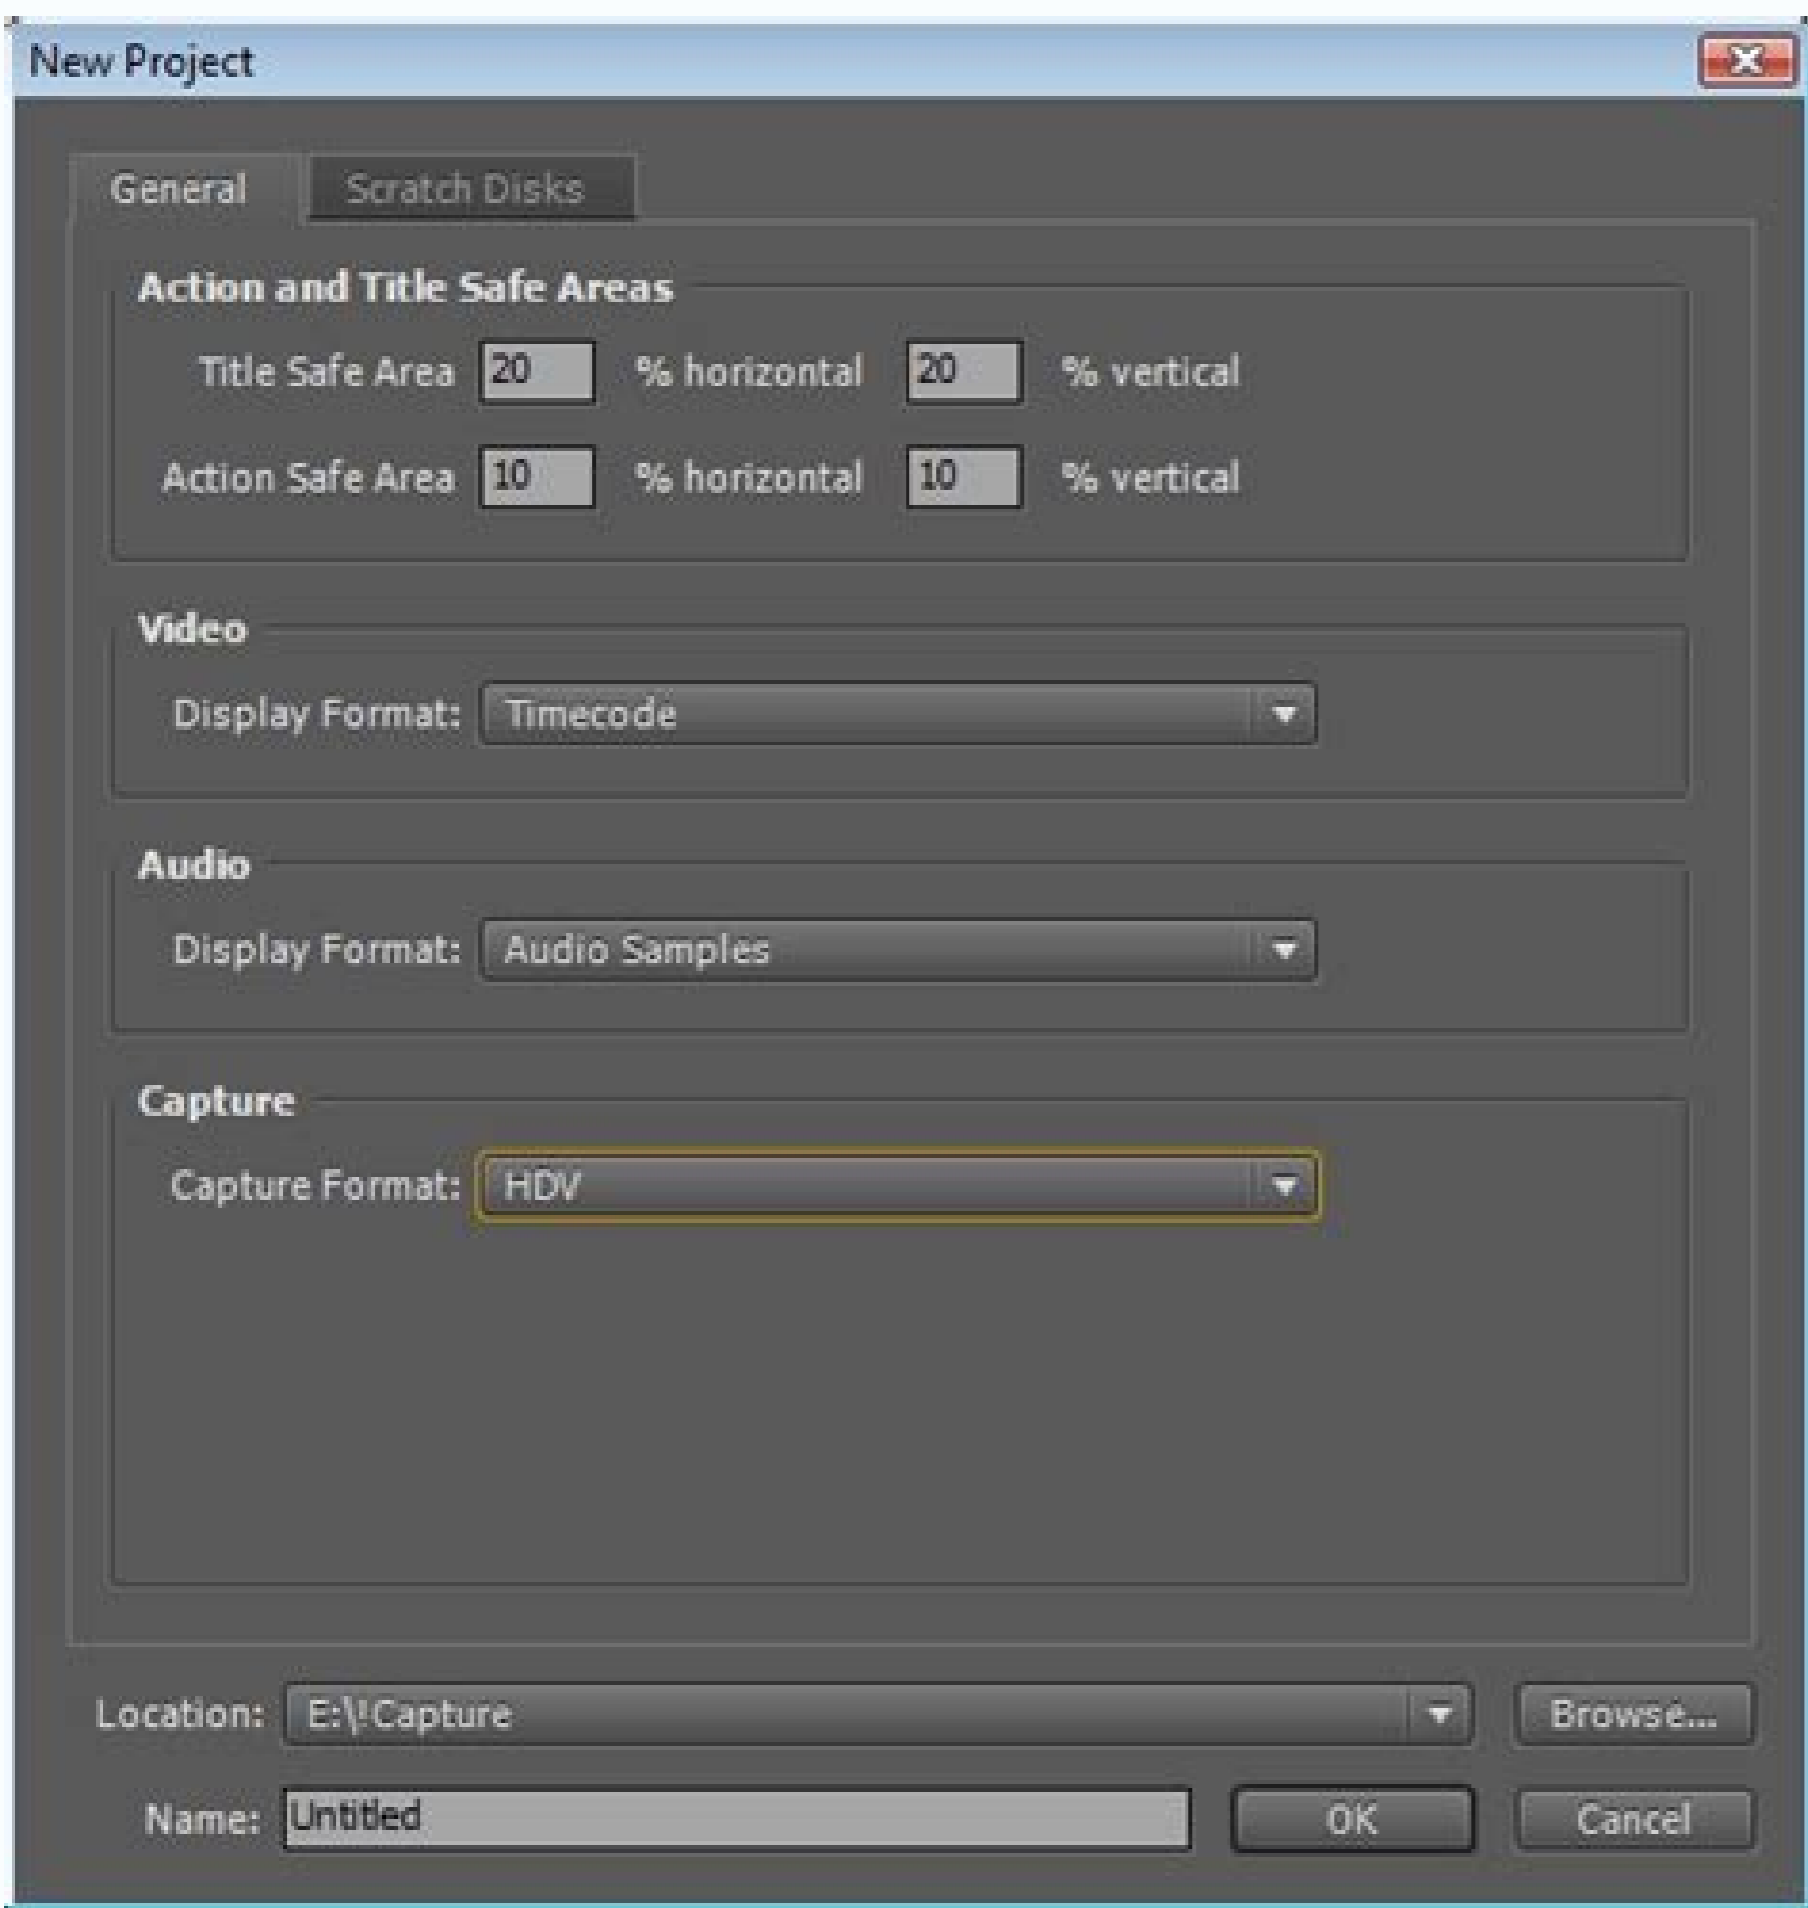 New Project
General Scratch Disks
Action and Title Safe Areas
Title Safe Area 20 % horizontal 20 % vertical
Action Safe Area 10 % horizontal 10 % vertical
Video
Display Format: Timecode
Audio
Display Format: Audio Samples
Capture
Capture Format: HDV
Location: E:\!Capture Browse...
Name: Untitled OK Cancel